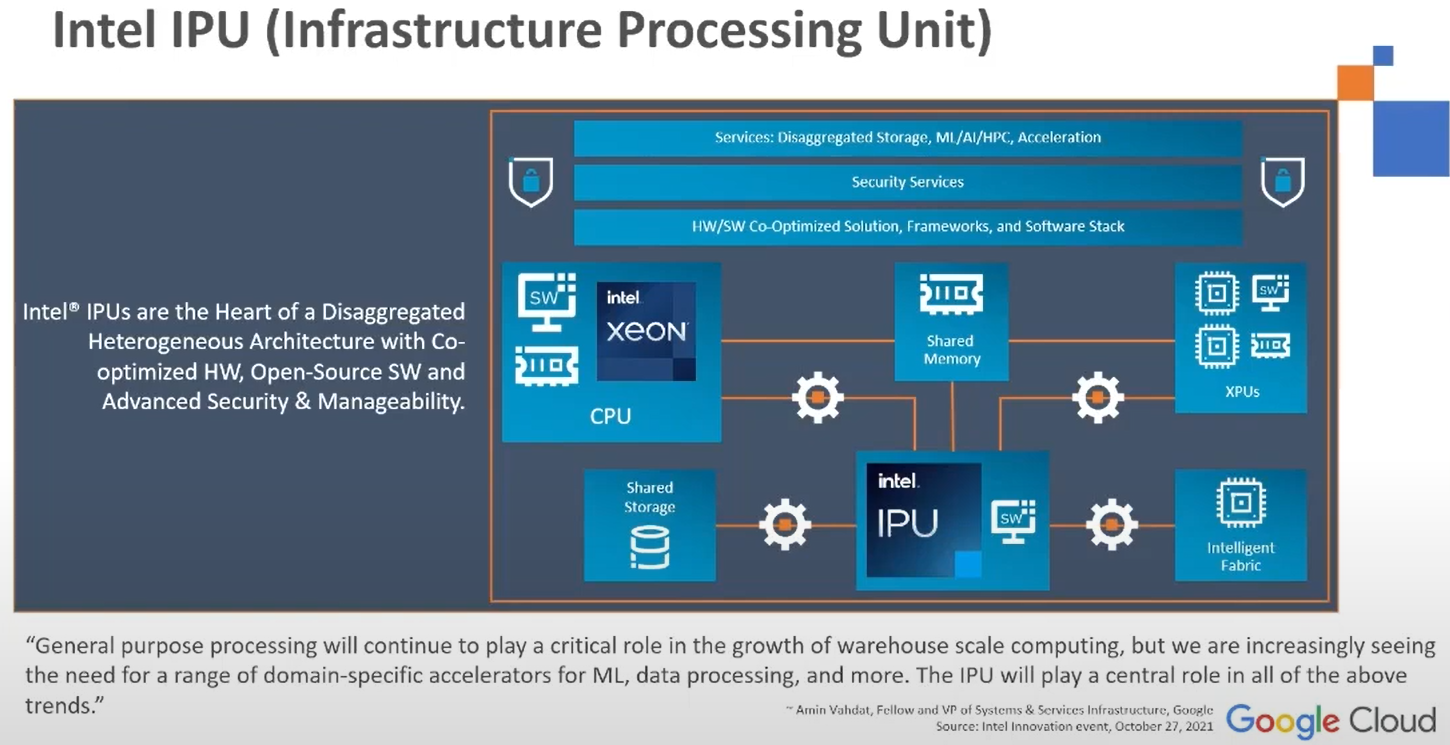 Intel IPU (Infrastructure Processing Unit)
Services: Disaggregated Storage, ML/AI/HPC, Acceleration
Security Services
HW/SW Co-Optimized Solution, Frameworks, and Software Stack
Intel® IPUs are the Heart of a Disaggregated
Heterogeneous Architecture with Co-
optimized HW, Open-Source SW and
Advanced Security & Manageability.
SW
intel.
XEON
CPU
Shared
Memory
SW
XPUs
Shared
Storage
intel.
IPU
SW
Intelligent
Fabric
“General purpose processing will continue to play a critical role in the growth of warehouse scale computing, but we are increasingly seeing
the need for a range of domain-specific accelerators for ML, data processing, and more. The IPU will play a central role in all of the above
trends.”
~ Amin Vahdat, Fellow and VP of Systems & Services Infrastructure, Google
Source: Intel Innovation event, October 27, 2021
Google Cloud